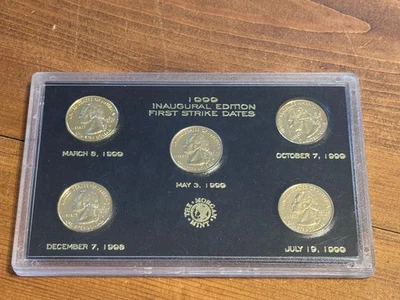 1999
INAUGURAL EDITION
FIRST STRIKE DATES
MARCH 8, 1999
OCTOBER 7, 1999
MAY 3, 1999
THE MORGAN
MINT
DECEMBER 7, 1998
JULY 19, 1999